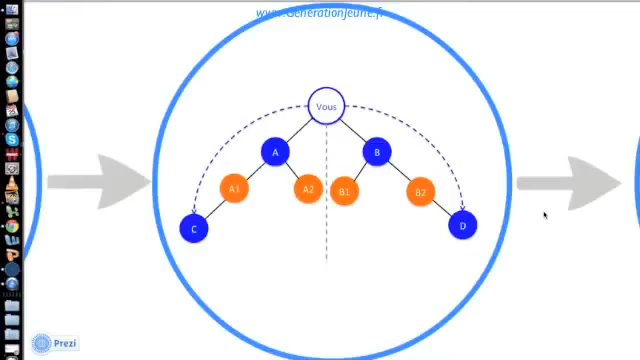 www.GenerationJeune.fr
Vous
A
B
A1
A2
B1
B2
C
D
Prezi